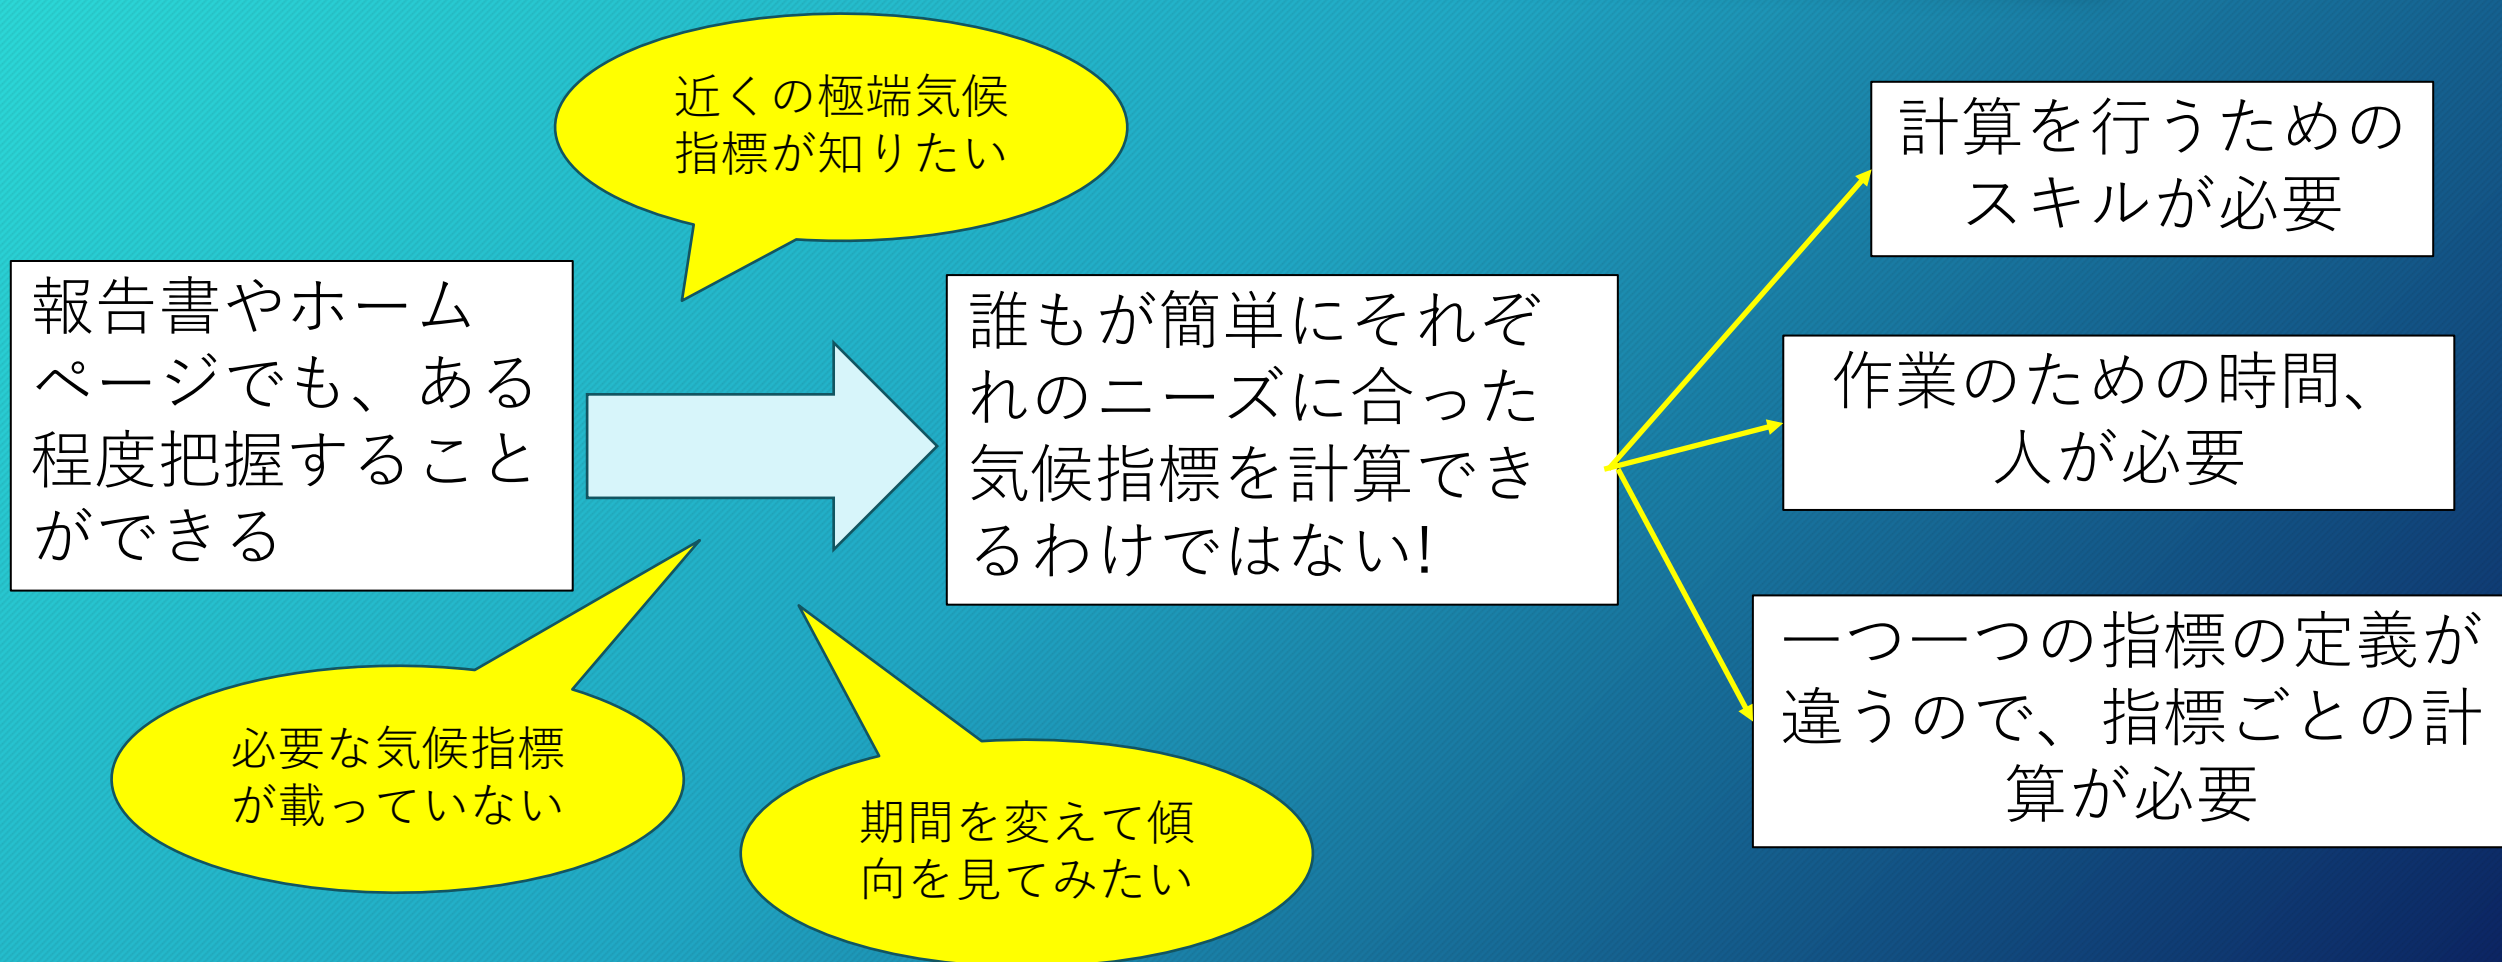 近くの極端気候
指標が知りたい
報告書やホーム
ページでも、ある
程度把握すること
ができる
必要な気候指標
が載っていない
期間を変えて傾
向を見てみたい
誰もが簡単にそれぞ
れのニーズに合った
気候指標を計算でき
るわけではない！
計算を行うための
スキルが必要
作業のための時間、
人が必要
一つ一つの指標の定義が
違うので、指標ごとの計
算が必要